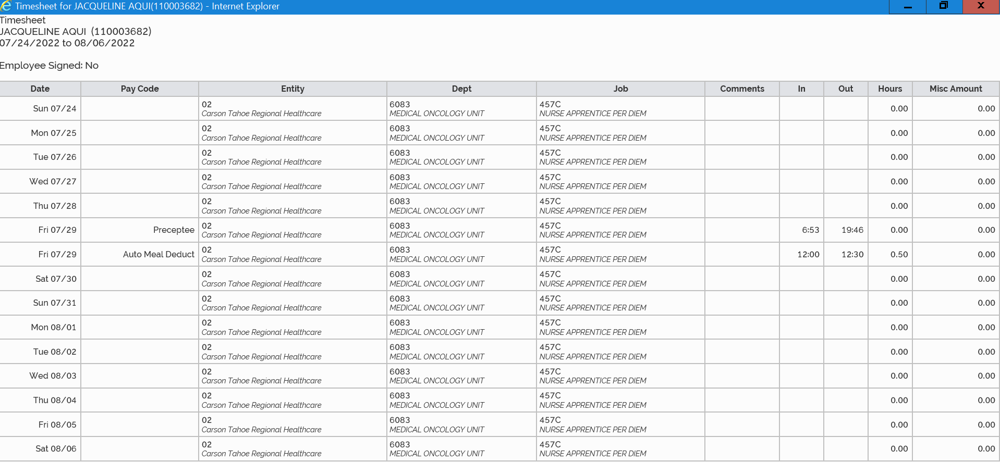 Timesheet for JACQUELINE AQUI(110003682) - Internet Explorer
Timesheet
JACQUELINE AQUI (110003682)
07/24/2022 to 08/06/2022
Employee Signed: No
Date Pay Code Entity Dept Job Comments In Out Hours Misc Amount
Sun 07/24 02 6083 457C 0.00 0.00
Carson Tahoe Regional Healthcare MEDICAL ONCOLOGY UNIT NURSE APPRENTICE PER DIEM
Mon 07/25 02 6083 457C 0.00 0.00
Carson Tahoe Regional Healthcare MEDICAL ONCOLOGY UNIT NURSE APPRENTICE PER DIEM
Tue 07/26 02 6083 457C 0.00 0.00
Carson Tahoe Regional Healthcare MEDICAL ONCOLOGY UNIT NURSE APPRENTICE PER DIEM
Wed 07/27 02 6083 457C 0.00 0.00
Carson Tahoe Regional Healthcare MEDICAL ONCOLOGY UNIT NURSE APPRENTICE PER DIEM
Thu 07/28 02 6083 457C 0.00 0.00
Carson Tahoe Regional Healthcare MEDICAL ONCOLOGY UNIT NURSE APPRENTICE PER DIEM
Fri 07/29 Preceptee 02 6083 457C 6:53 19:46 0.00 0.00
Carson Tahoe Regional Healthcare MEDICAL ONCOLOGY UNIT NURSE APPRENTICE PER DIEM
Fri 07/29 Auto Meal Deduct 02 6083 457C 12:00 12:30 0.50 0.00
Carson Tahoe Regional Healthcare MEDICAL ONCOLOGY UNIT NURSE APPRENTICE PER DIEM
Sat 07/30 02 6083 457C 0.00 0.00
Carson Tahoe Regional Healthcare MEDICAL ONCOLOGY UNIT NURSE APPRENTICE PER DIEM
Sun 07/31 02 6083 457C 0.00 0.00
Carson Tahoe Regional Healthcare MEDICAL ONCOLOGY UNIT NURSE APPRENTICE PER DIEM
Mon 08/01 02 6083 457C 0.00 0.00
Carson Tahoe Regional Healthcare MEDICAL ONCOLOGY UNIT NURSE APPRENTICE PER DIEM
Tue 08/02 02 6083 457C 0.00 0.00
Carson Tahoe Regional Healthcare MEDICAL ONCOLOGY UNIT NURSE APPRENTICE PER DIEM
Wed 08/03 02 6083 457C 0.00 0.00
Carson Tahoe Regional Healthcare MEDICAL ONCOLOGY UNIT NURSE APPRENTICE PER DIEM
Thu 08/04 02 6083 457C 0.00 0.00
Carson Tahoe Regional Healthcare MEDICAL ONCOLOGY UNIT NURSE APPRENTICE PER DIEM
Fri 08/05 02 6083 457C 0.00 0.00
Carson Tahoe Regional Healthcare MEDICAL ONCOLOGY UNIT NURSE APPRENTICE PER DIEM
Sat 08/06 02 6083 457C 0.00 0.00
Carson Tahoe Regional Healthcare MEDICAL ONCOLOGY UNIT NURSE APPRENTICE PER DIEM